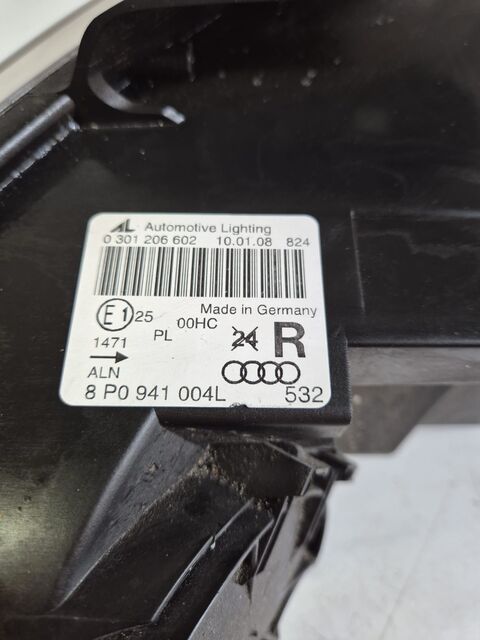 AL Automotive Lighting
0 301 206 602 10.01.08 824
Made in Germany
E1 25 00HC 24 R
1471 PL
ALN
8 P0 941 004L 532